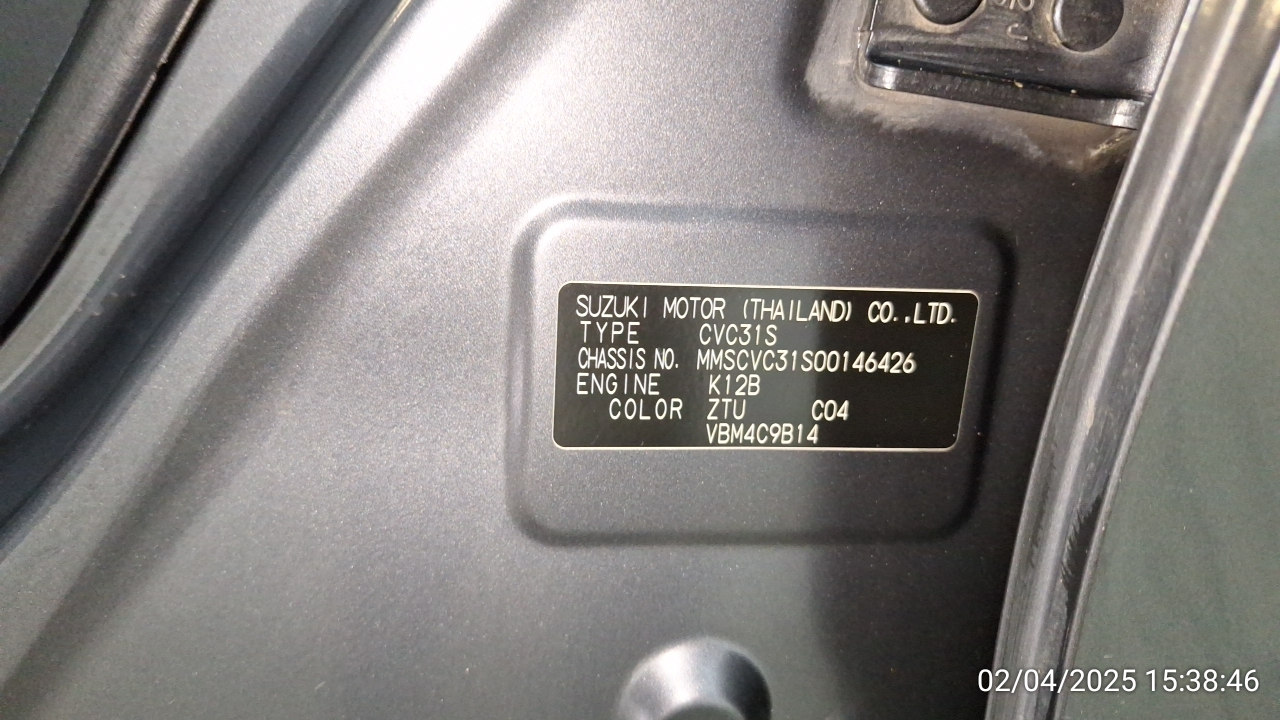 SUZUKI MOTOR (THAILAND) CO.,LTD.
TYPE CVC31S
CHASSIS NO. MMSCVC31S00146426
ENGINE K12B
COLOR ZTU C04
VBM4C9B14
02/04/2025 15:38:46